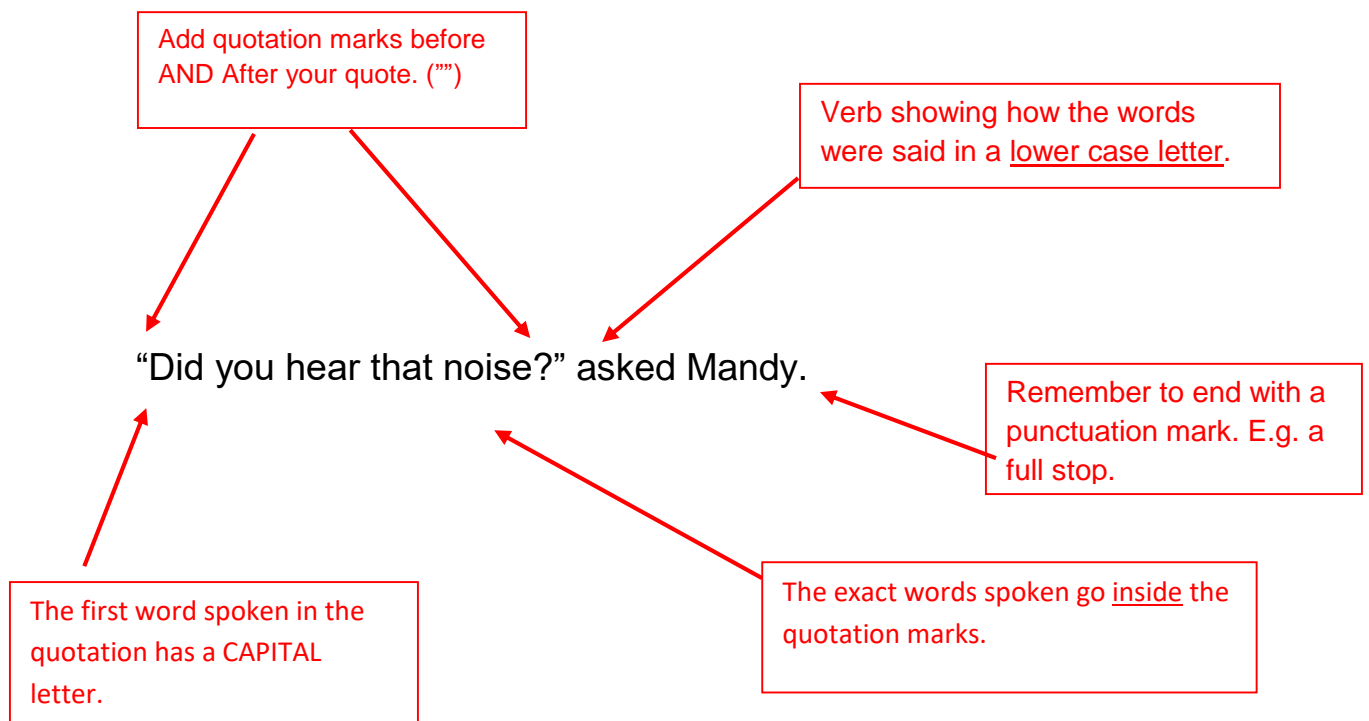 Add quotation marks before
AND After your quote. (””)
Verb showing how the words
were said in a lower case letter.
“Did you hear that noise?” asked Mandy.
Remember to end with a
punctuation mark. E.g. a
full stop.
The exact words spoken go inside the
quotation marks.
The first word spoken in the
quotation has a CAPITAL
letter.